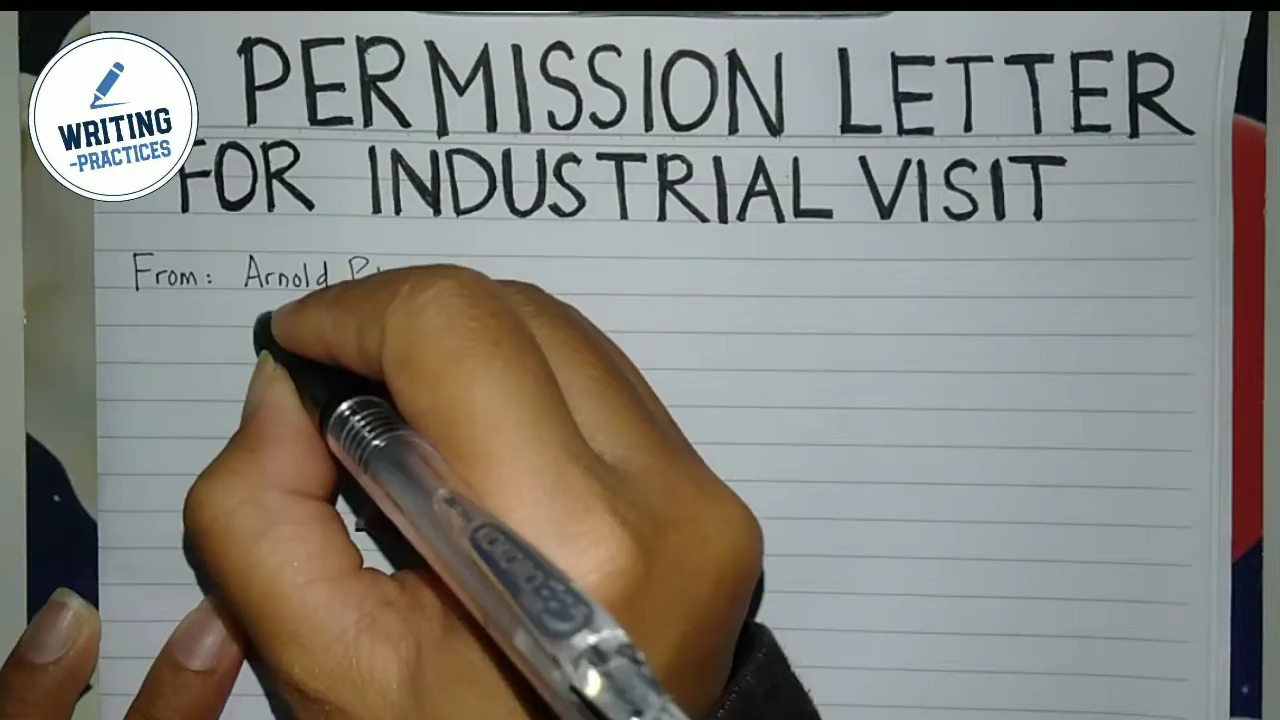 PERMISSION LETTER
WRITING
-PRACTICES
FOR INDUSTRIAL VISIT
From: Arnold